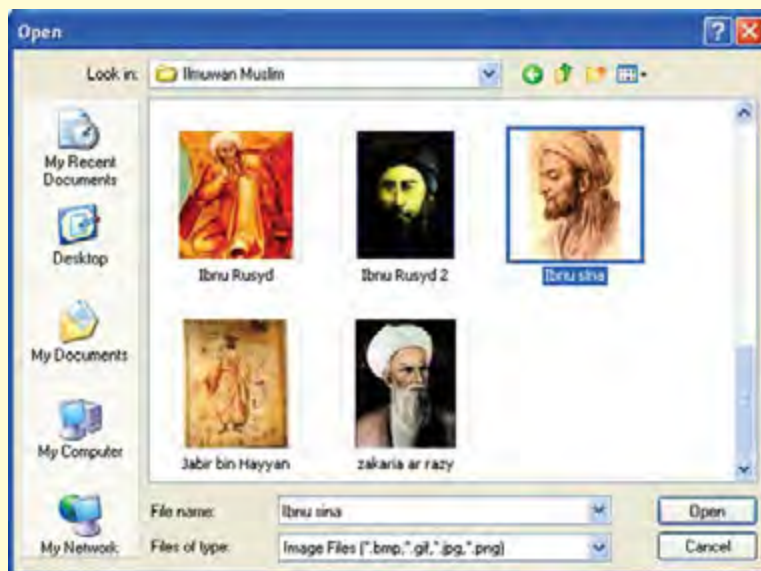 Open
Look in:
Ilmuwan Muslim
My Recent
Documents
Desktop
My Documents
My Computer
My Network
Ibnu Rusyd
Ibnu Rusyd 2
Ibnu sina
Jabir bin Hayyan
zakaria ar razy
File name:
Ibnu sina
Open
Files of type:
Image Files (*.bmp,*.gif,*.jpg,*.png)
Cancel